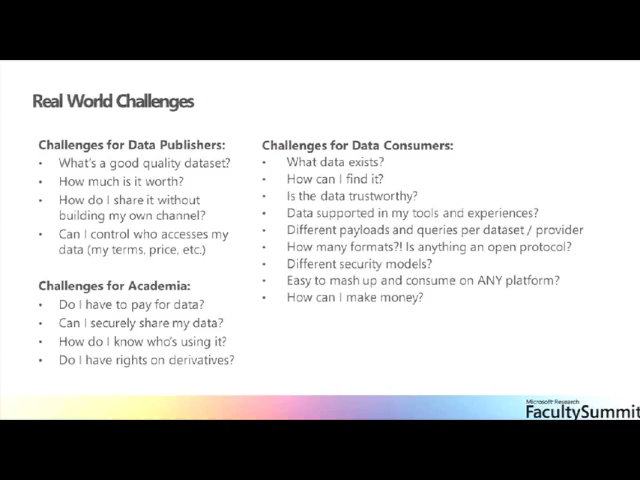 Real World Challenges
Challenges for Data Publishers:
• What's a good quality dataset?
• How much is it worth?
• How do I share it without
building my own channel?
• Can I control who accesses my
data (my terms, price, etc.)
Challenges for Academia:
• Do I have to pay for data?
• Can I securely share my data?
• How do I know who's using it?
• Do I have rights on derivatives?
Challenges for Data Consumers:
• What data exists?
• How can I find it?
• Is the data trustworthy?
• Data supported in my tools and experiences?
• Different payloads and queries per dataset / provider
• How many formats?! Is anything an open protocol?
• Different security models?
• Easy to mash up and consume on ANY platform?
• How can I make money?
Microsoft Research
FacultySummit